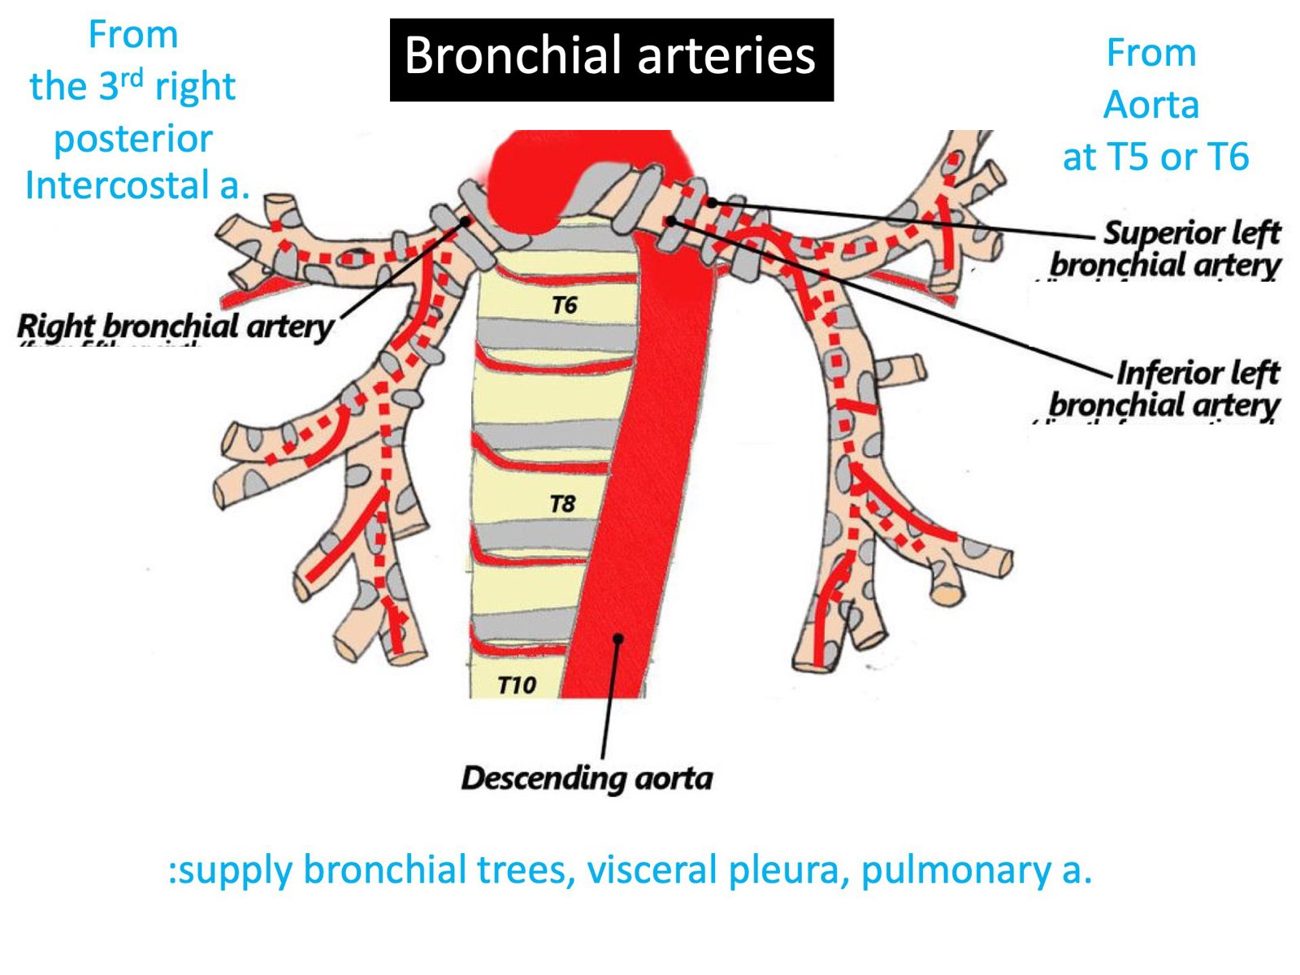 Bronchial arteries
From
the 3rd right
posterior
Intercostal a.
From
Aorta
at T5 or T6
Superior left
bronchial artery
Right bronchial artery
Inferior left
bronchial artery
T6
T8
T10
Descending aorta
:supply bronchial trees, visceral pleura, pulmonary a.